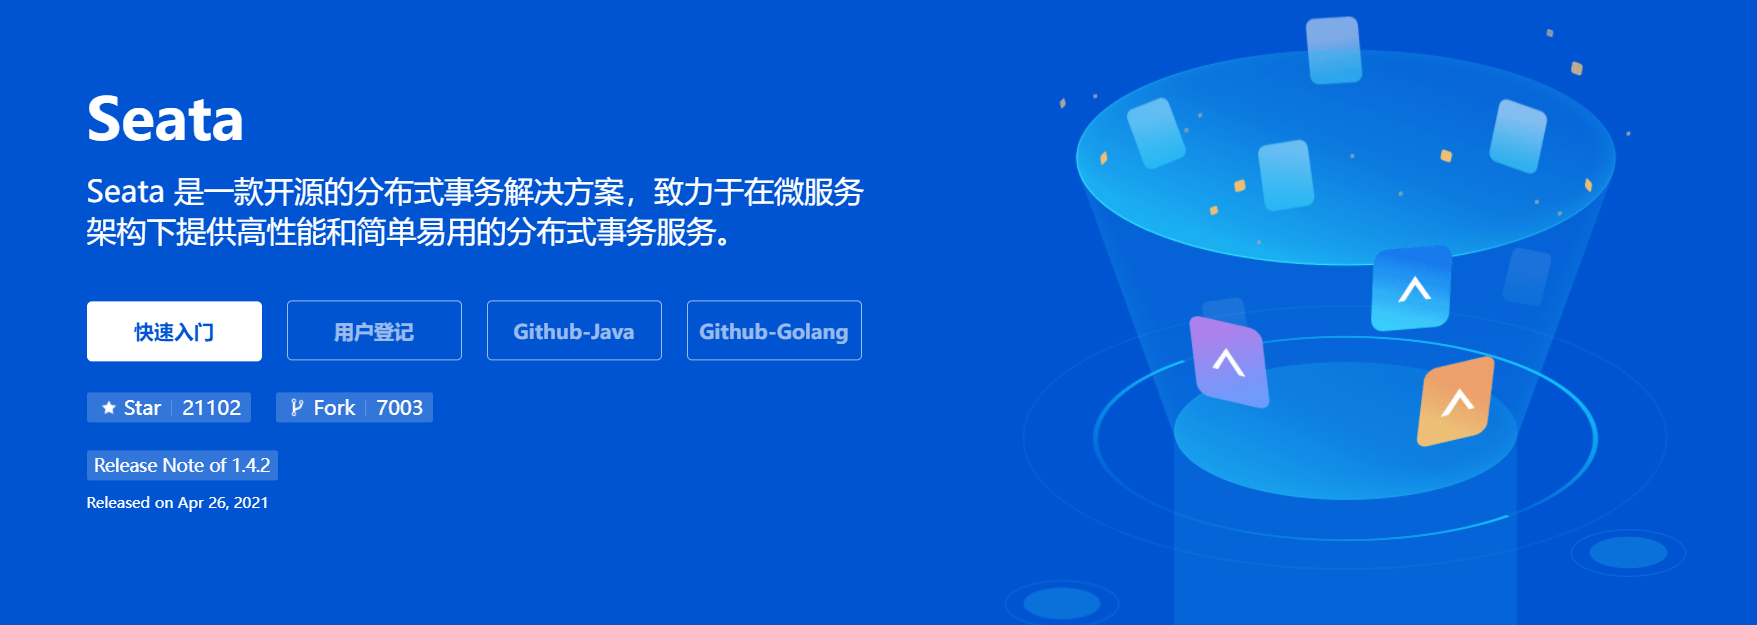 Seata
Seata 是一款开源的分布式事务解决方案，致力于在微服务
架构下提供高性能和简单易用的分布式事务服务。
快速入门 用户登记 Github-Java Github-Golang
Star 21102 Fork 7003
Release Note of 1.4.2
Released on Apr 26, 2021